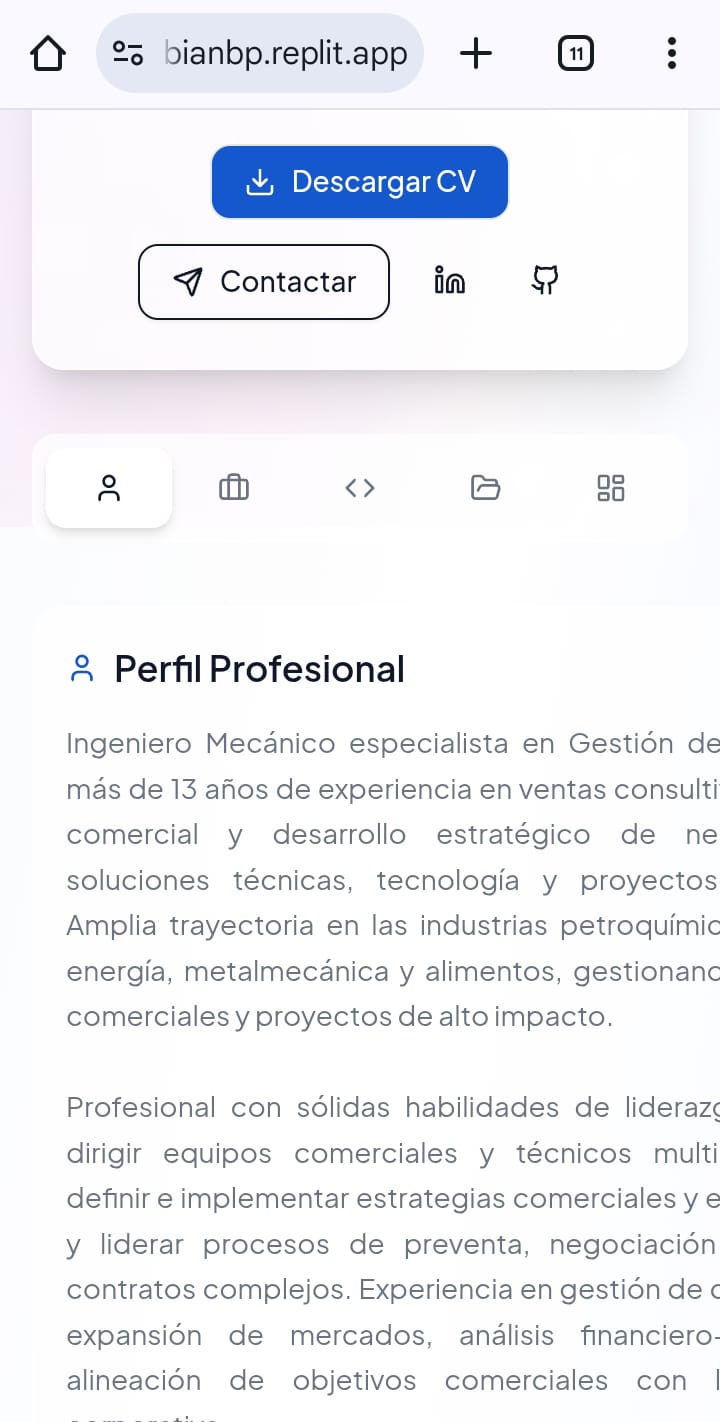 bianbp.replit.app
11
Descargar CV
Contactar
in
Perfil Profesional
Ingeniero Mecánico especialista en Gestión de
más de 13 años de experiencia en ventas consulti
comercial y desarrollo estratégico de ne
soluciones técnicas, tecnología y proyectos
Amplia trayectoria en las industrias petroquímic
energía, metalmecánica y alimentos, gestionand
comerciales y proyectos de alto impacto.
Profesional con sólidas habilidades de liderazg
dirigir equipos comerciales y técnicos multi
definir e implementar estrategias comerciales y e
y liderar procesos de preventa, negociación
contratos complejos. Experiencia en gestión de c
expansión de mercados, análisis financiero-
alineación de objetivos comerciales con l